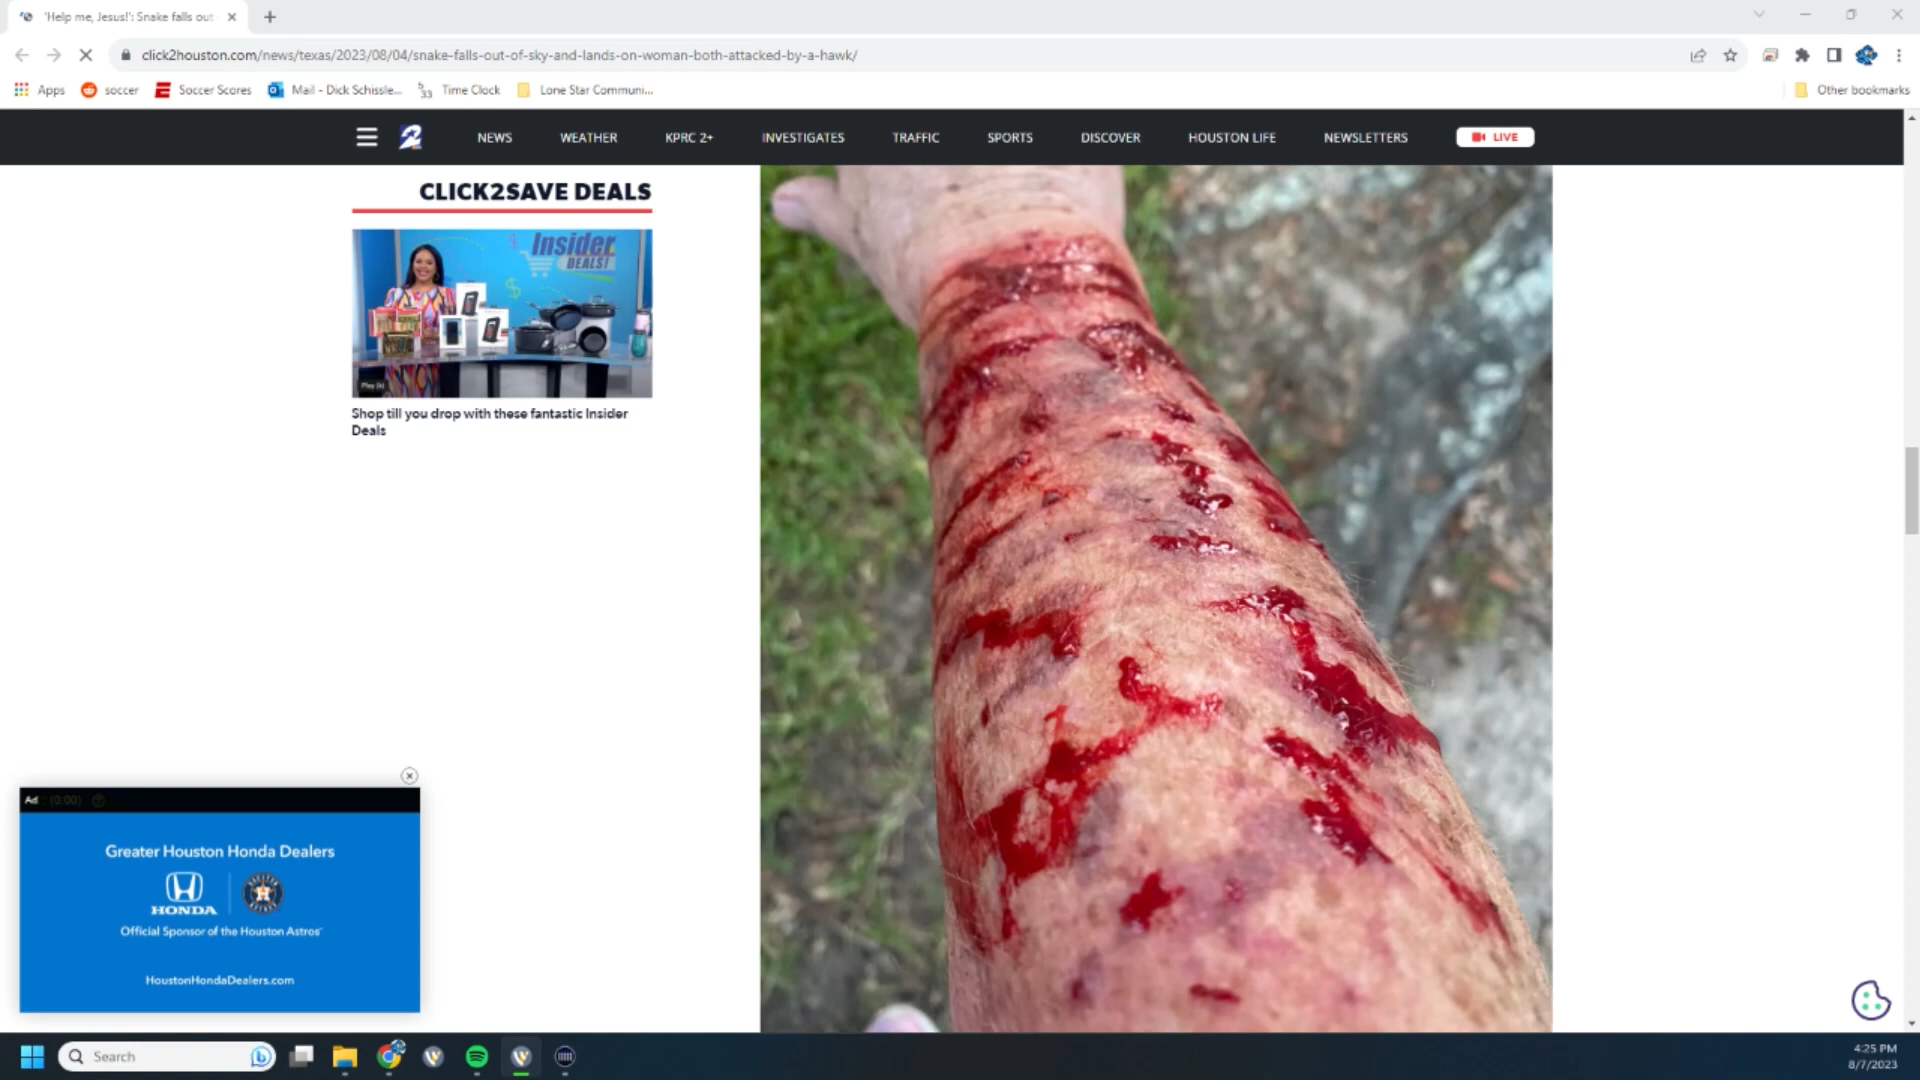 'Help me, Jesus!': Snake falls out
click2houston.com/news/texas/2023/08/04/snake-falls-out-of-sky-and-lands-on-woman-both-attacked-by-a-hawk/
Apps soccer Soccer Scores Mail - Dick Schissle... Time Clock Lone Star Communi... Other bookmarks
2 NEWS WEATHER KPRC 2+ INVESTIGATES TRAFFIC SPORTS DISCOVER HOUSTON LIFE NEWSLETTERS LIVE
CLICK2SAVE DEALS
Insider
DEALS!
Shop till you drop with these fantastic Insider
Deals
Ad (0:00)
Greater Houston Honda Dealers
HONDA
Official Sponsor of the Houston Astros
HoustonHondaDealers.com
Search
4:25 PM
8/7/2023